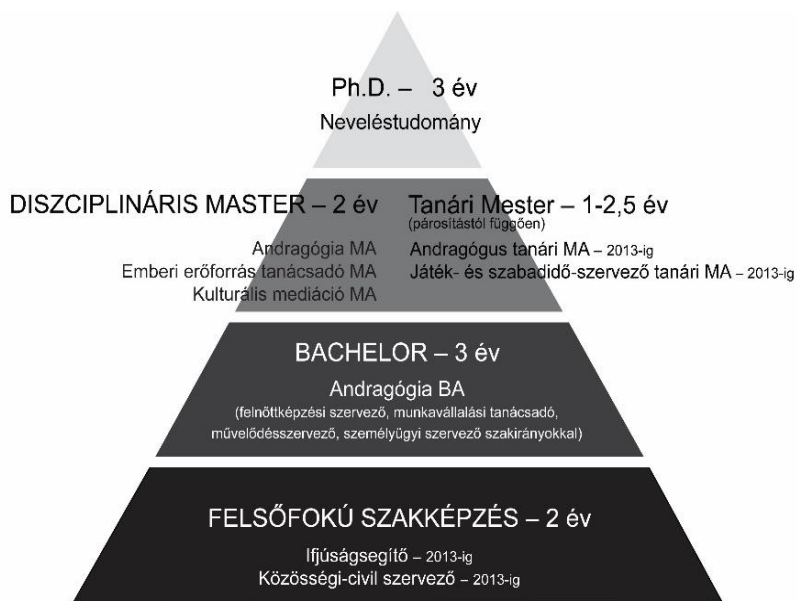 Ph.D. – 3 év
Neveléstudomány
DISZCIPLINÁRIS MASTER – 2 év
Andragógia MA
Emberi erőforrás tanácsadó MA
Kulturális mediáció MA
Tanári Mester – 1-2,5 év
(párosítástól függően)
Andragógus tanári MA – 2013-ig
Játék- és szabadidő-szervező tanári MA – 2013-ig
BACHELOR – 3 év
Andragógia BA
(felnőttképzési szervező, munkavállalási tanácsadó,
művelődésszervező, személyügyi szervező szakirányokkal)
FELSŐFOKÚ SZAKKÉPZÉS – 2 év
Ifjúságsegítő – 2013-ig
Közösségi-civil szervező – 2013-ig